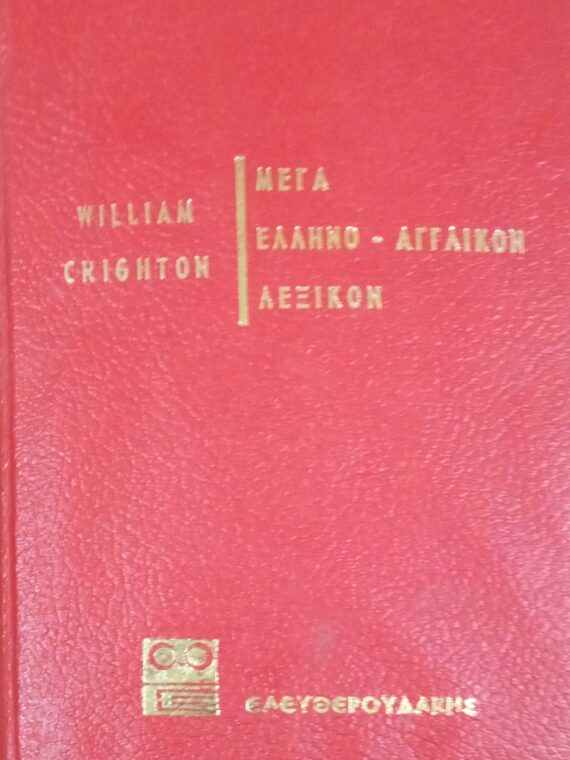 WILLIAM
CRIGHTON
ΜΕΓΑ
ΕΛΛΗΝΟ - ΑΓΓΛΙΚΟΝ
ΛΕΞΙΚΟΝ
ΕΛΕΥΘΕΡΟΥΔΑΚΗΣ